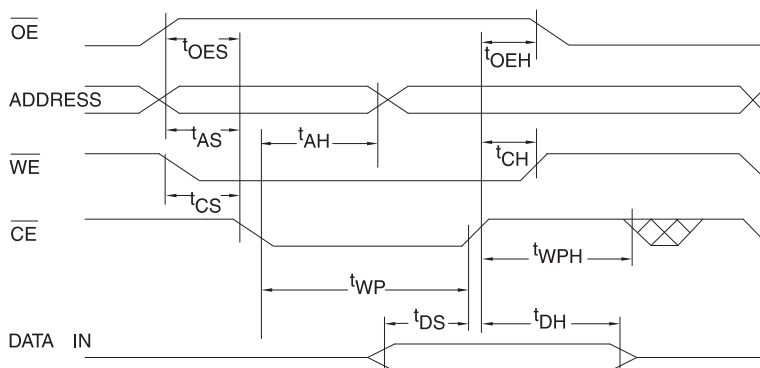 OE
tOES
tOEH
ADDRESS
tAS
tAH
tCH
WE
tCS
CE
tWPH
tWP
tDS
tDH
DATA IN